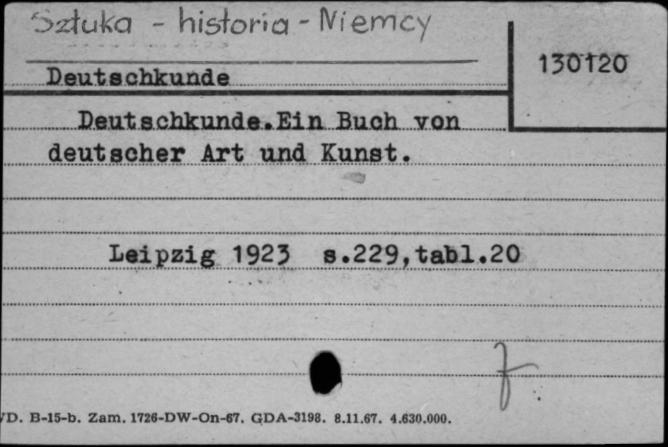 Sztuka - historia - Niemcy
130120
Deutschkunde
Deutschkunde.Ein Buch von
deutscher Art und Kunst.
Leipzig 1923 s.229,tabl.20
B-15-b. Zam. 1726-DW-On-67. GDA-3198. 8.11.67. 4.630.000.